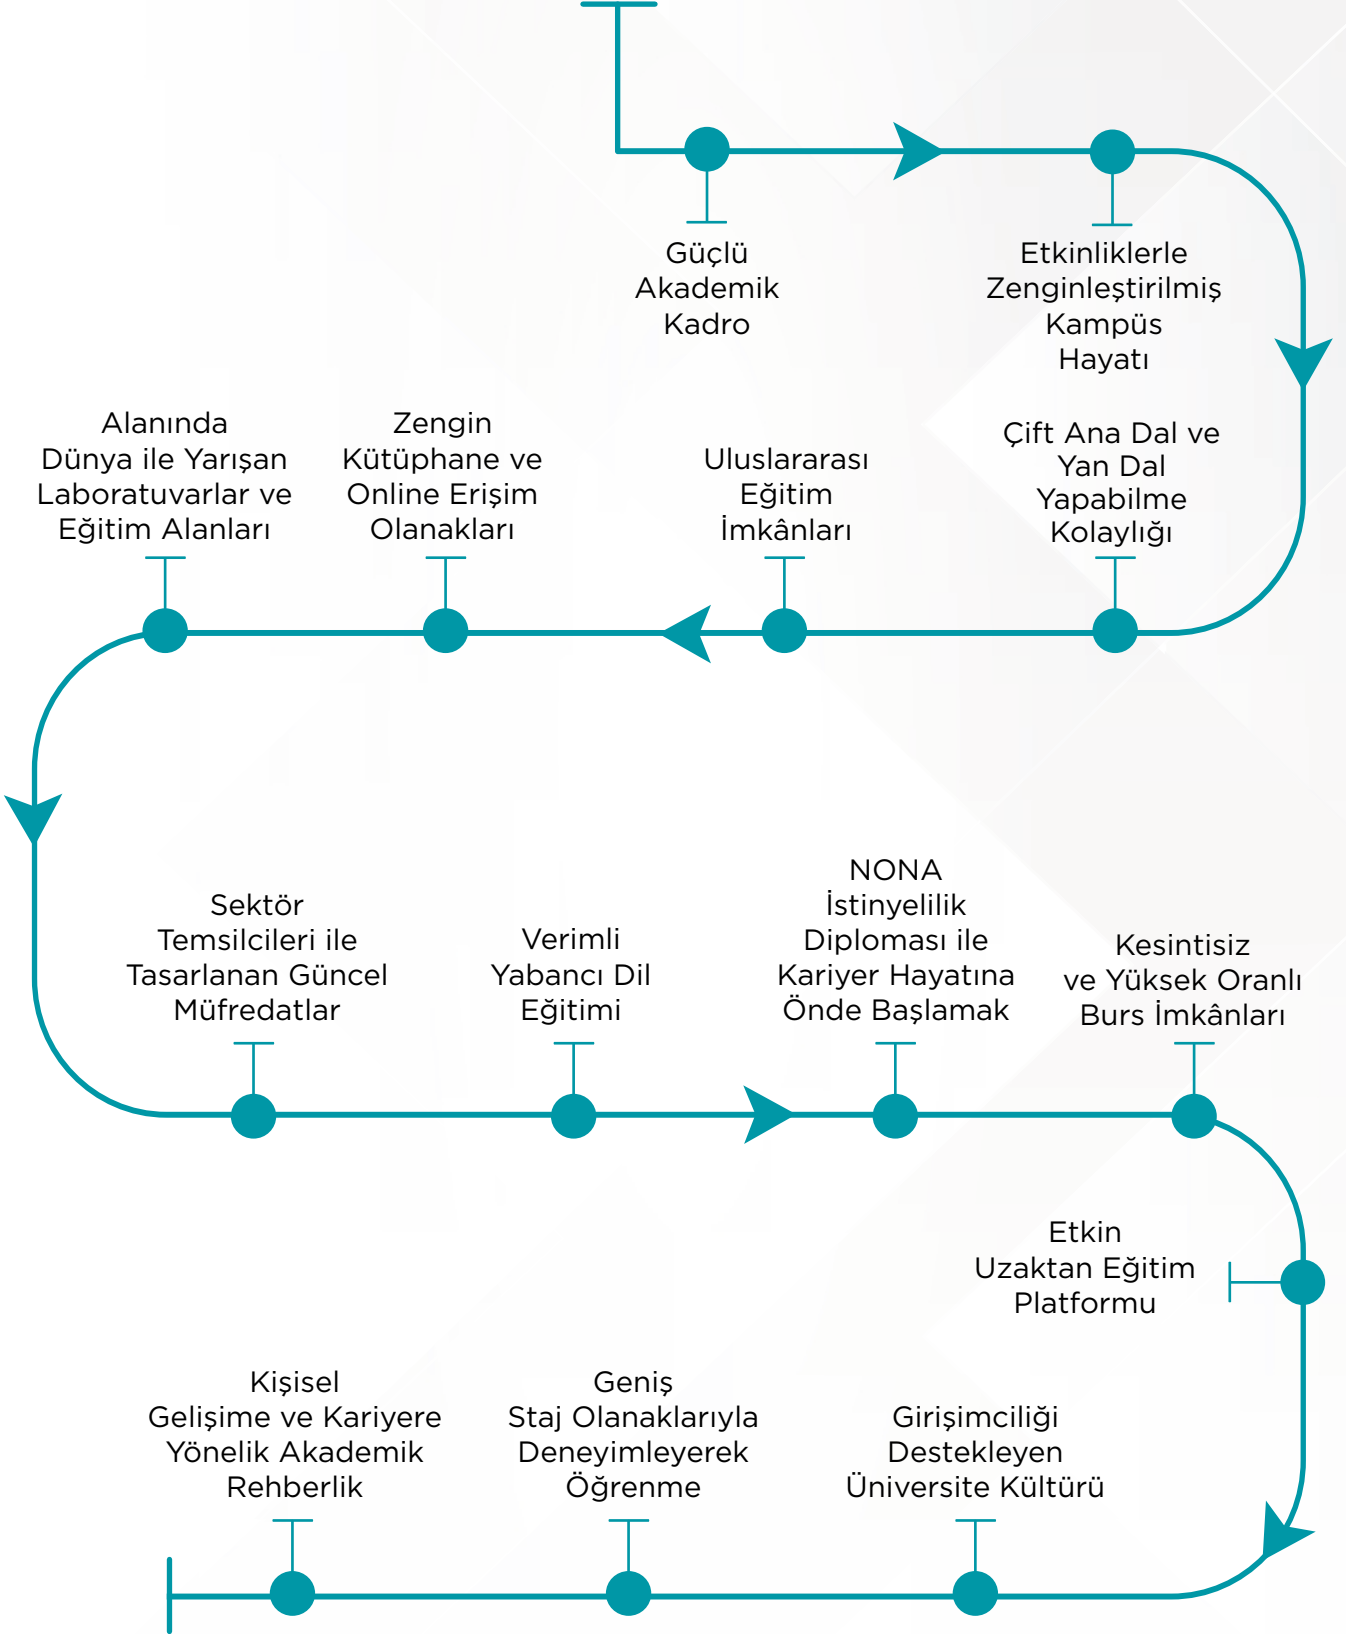 Güçlü
Akademik
Kadro
Etkinliklerle
Zenginleştirilmiş
Kampüs
Hayatı
Çift Ana Dal ve
Yan Dal
Yapabilme
Kolaylığı
Uluslararası
Eğitim
İmkânları
Zengin
Kütüphane ve
Online Erişim
Olanakları
Alanında
Dünya ile Yarışan
Laboratuvarlar ve
Eğitim Alanları
Sektör
Temsilcileri ile
Tasarlanan Güncel
Müfredatlar
Verimli
Yabancı Dil
Eğitimi
NONA
İstinyelilik
Diploması ile
Kariyer Hayatına
Önde Başlamak
Kesintisiz
ve Yüksek Oranlı
Burs İmkânları
Etkin
Uzaktan Eğitim
Platformu
Girişimciliği
Destekleyen
Üniversite Kültürü
Geniş
Staj Olanaklarıyla
Deneyimleyerek
Öğrenme
Kişisel
Gelişime ve Kariyere
Yönelik Akademik
Rehberlik